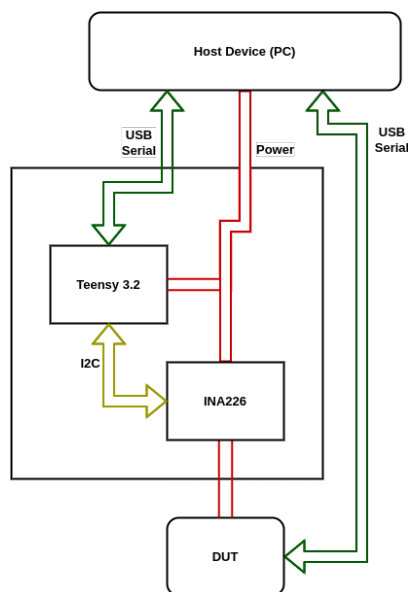 Host Device (PC)
USB
Serial
USB
Serial
Power
Teensy 3.2
I2C
INA226
DUT